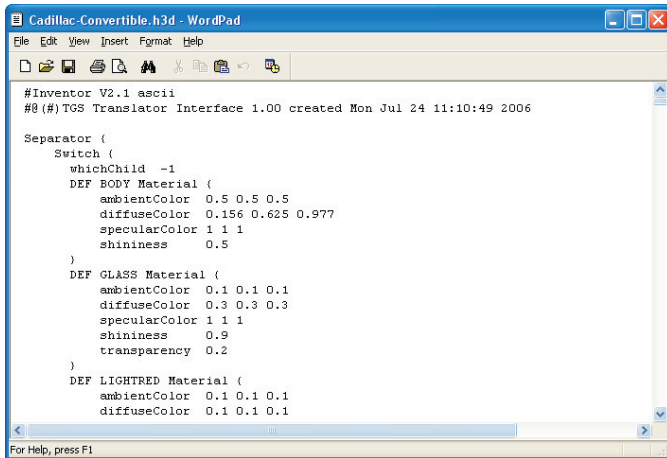 Cadillac-Convertible.h3d - WordPad
File Edit View Insert Format Help
#Inventor V2.1 ascii
#@(#)TGS Translator Interface 1.00 created Mon Jul 24 11:10:49 2006
Separator {
Switch {
whichChild -1
DEF BODY Material {
ambientColor 0.5 0.5 0.5
diffuseColor 0.156 0.625 0.977
specularColor 1 1 1
shininess 0.5
}
DEF GLASS Material {
ambientColor 0.1 0.1 0.1
diffuseColor 0.3 0.3 0.3
specularColor 1 1 1
shininess 0.9
transparency 0.2
}
DEF LIGHTRED Material {
ambientColor 0.1 0.1 0.1
diffuseColor 0.1 0.1 0.1
For Help, press F1